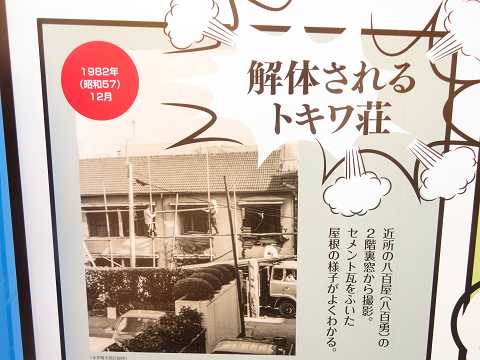 1982年
(昭和57)
12月
解体される
トキワ荘
近所の八百屋(八百勇)の
2階裏窓から撮影。
セメント瓦をふいた
屋根の様子がよくわかる。